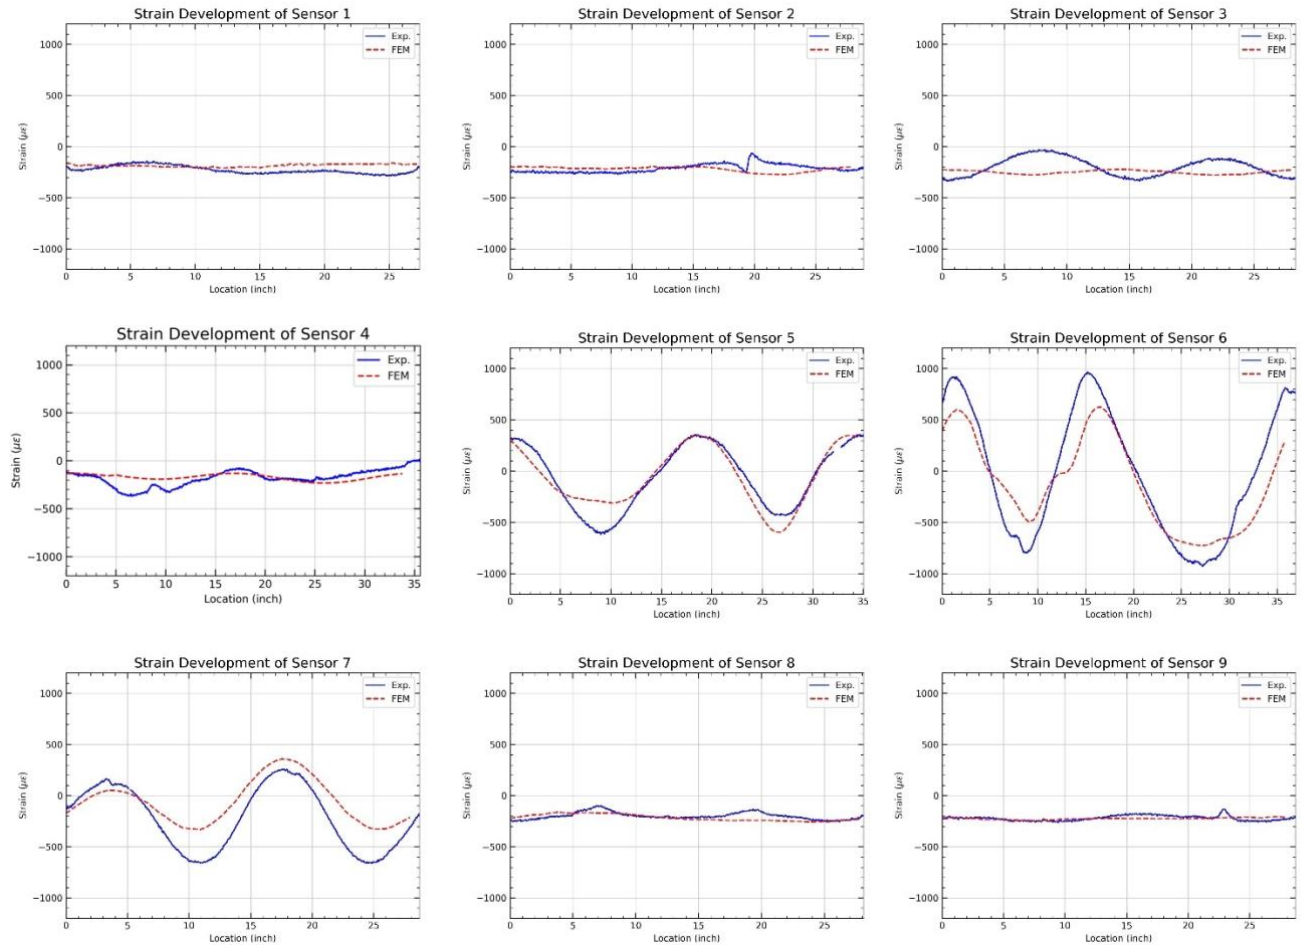 Strain Development of Sensor 1
Exp.
FEM
1000
500
0
−500
−1000
Strain (με)
0 5 10 15 20 25
Location (inch)
Strain Development of Sensor 2
Exp.
FEM
1000
500
0
−500
−1000
Strain (με)
0 5 10 15 20 25
Location (inch)
Strain Development of Sensor 3
Exp.
FEM
1000
500
0
−500
−1000
Strain (με)
0 5 10 15 20 25
Location (inch)
Strain Development of Sensor 4
Exp.
FEM
1000
500
0
−500
−1000
Strain (με)
0 5 10 15 20 25 30 35
Location (inch)
Strain Development of Sensor 5
Exp.
FEM
1000
500
0
−500
−1000
Strain (με)
0 5 10 15 20 25 30 35
Location (inch)
Strain Development of Sensor 6
Exp.
FEM
1000
500
0
−500
−1000
Strain (με)
0 5 10 15 20 25 30 35
Location (inch)
Strain Development of Sensor 7
Exp.
FEM
1000
500
0
−500
−1000
Strain (με)
0 5 10 15 20 25
Location (inch)
Strain Development of Sensor 8
Exp.
FEM
1000
500
0
−500
−1000
Strain (με)
0 5 10 15 20 25
Location (inch)
Strain Development of Sensor 9
Exp.
FEM
1000
500
0
−500
−1000
Strain (με)
0 5 10 15 20 25
Location (inch)